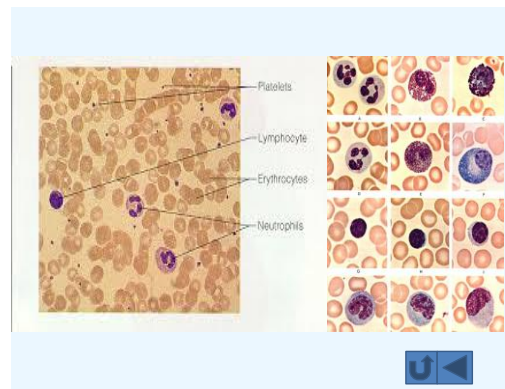 Platelets
Lymphocyte
Erythrocytes
Neutrophils
A B C
D E F
G H I